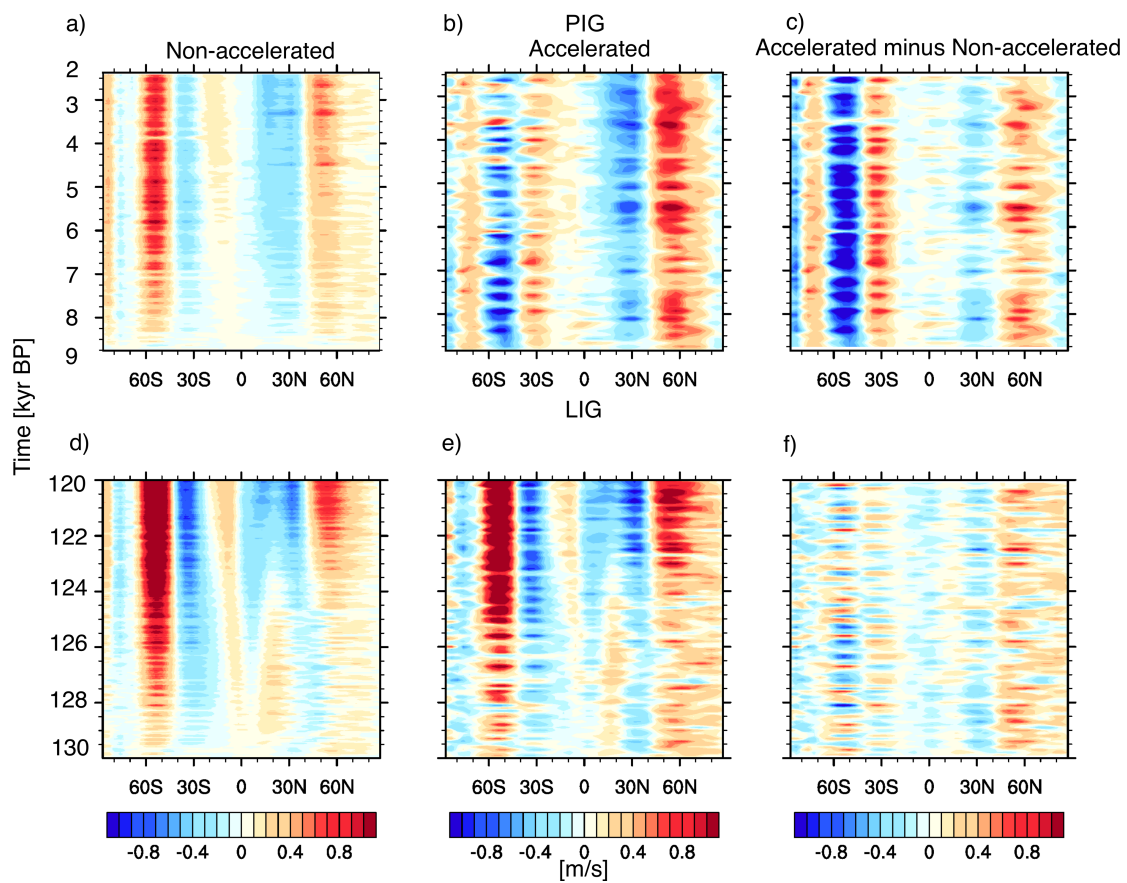 a)
b)
PIG
c)
Non-accelerated
Accelerated
Accelerated minus Non-accelerated
2
3
4
5
6
7
8
9
60S 30S 0 30N 60N
60S 30S 0 30N 60N
60S 30S 0 30N 60N
Time [kyr BP]
LIG
d)
e)
f)
120
122
124
126
128
130
60S 30S 0 30N 60N
60S 30S 0 30N 60N
60S 30S 0 30N 60N
-0.8 -0.4 0 0.4 0.8
-0.8 -0.4 0 0.4 0.8
-0.8 -0.4 0 0.4 0.8
[m/s]